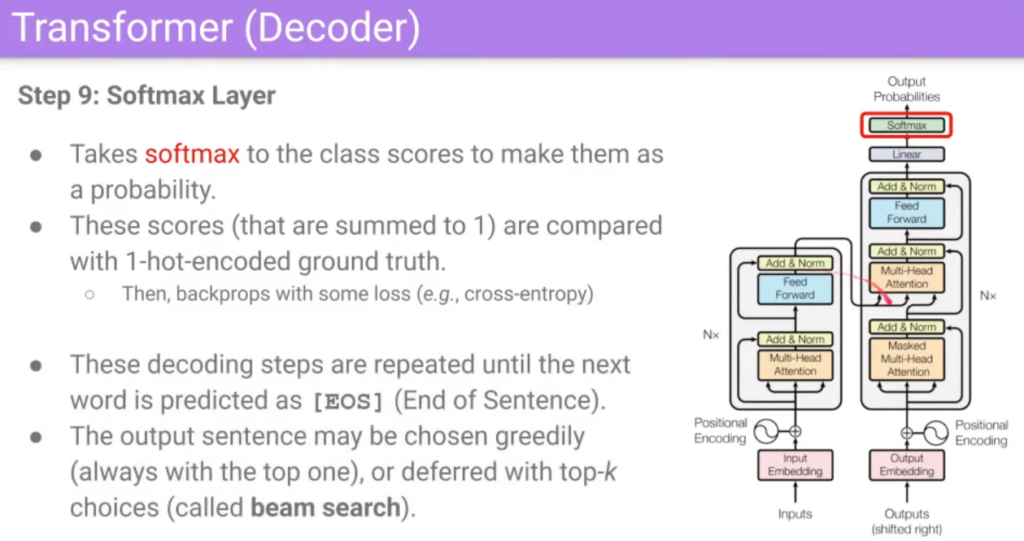 Transformer (Decoder)
Step 9: Softmax Layer
● Takes softmax to the class scores to make them as
a probability.
● These scores (that are summed to 1) are compared
with 1-hot-encoded ground truth.
○ Then, backprops with some loss (e.g., cross-entropy)
● These decoding steps are repeated until the next
word is predicted as [EOS] (End of Sentence).
● The output sentence may be chosen greedily
(always with the top one), or deferred with top-k
choices (called beam search).
Output
Probabilities
Softmax
Linear
Add & Norm
Feed
Forward
Add & Norm
Multi-Head
Attention
Nx
Add & Norm
Masked
Multi-Head
Attention
Positional
Encoding
Output
Embedding
Outputs
(shifted right)
Add & Norm
Feed
Forward
Nx
Add & Norm
Multi-Head
Attention
Positional
Encoding
Input
Embedding
Inputs